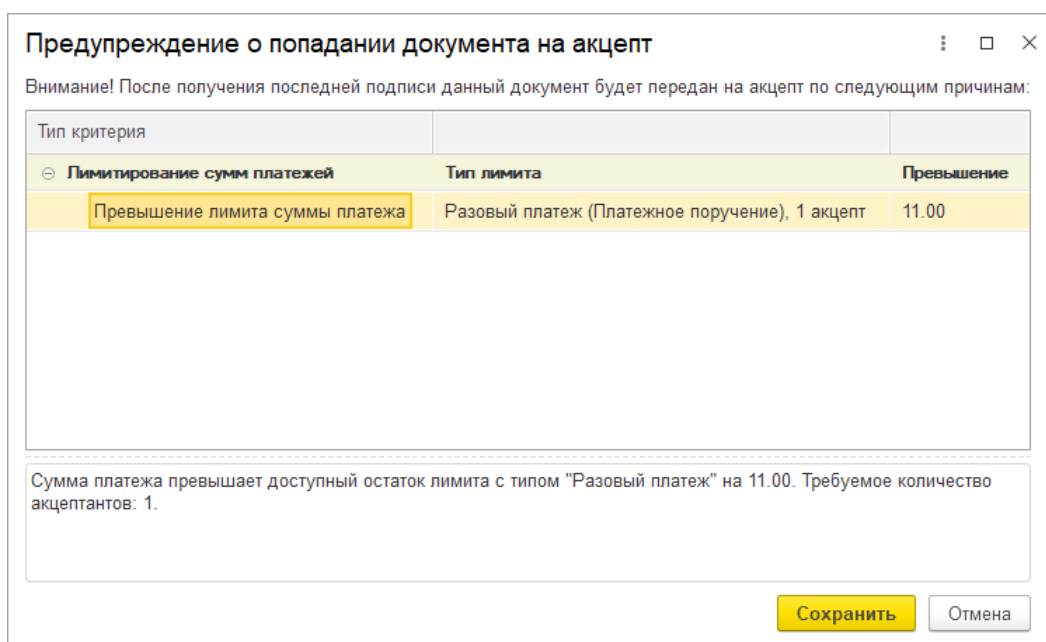 Предупреждение о попадании документа на акцепт
Внимание! После получения последней подписи данный документ будет передан на акцепт по следующим причинам:
Тип критерия
Лимитирование сумм платежей Тип лимита Превышение
Превышение лимита суммы платежа Разовый платеж (Платежное поручение), 1 акцепт 11.00
Сумма платежа превышает доступный остаток лимита с типом "Разовый платеж" на 11.00. Требуемое количество
акцептантов: 1.
Сохранить Отмена